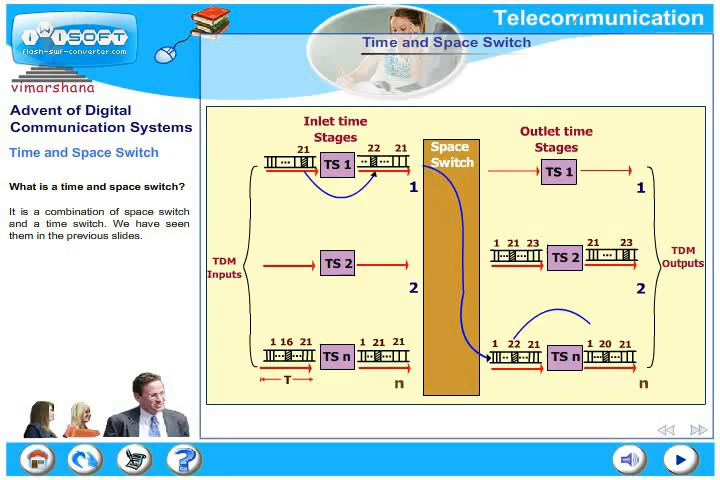 iWiSOFT
flash-swf-converter.com
vimarshana
Telecommunication
Time and Space Switch
Advent of Digital
Communication Systems
Time and Space Switch
What is a time and space switch?
It is a combination of space switch
and a time switch. We have seen
them in the previous slides.
Inlet time
Stages
Space
Switch
Outlet time
Stages
21 TS 1 22 21
1
TS 1
1
TDM
Inputs
TS 2
2
1 21 23 TS 2 21 23
2
TDM
Outputs
1 16 21 TS n 1 21 21
T
n
1 22 21 TS n 1 20 21
n